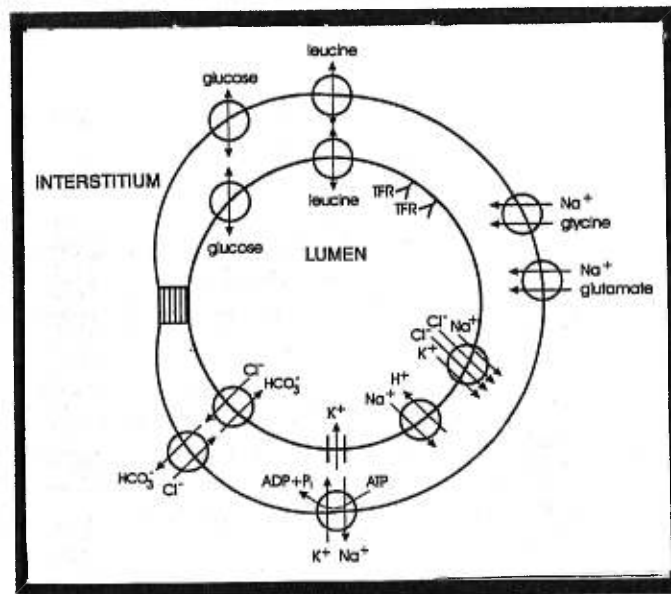 leucine
glucose
INTERSTITIUM
leucine
glucose
TFR
TFR
LUMEN
Na⁺
glycine
Na⁺
glutamate
Cl⁻
Cl⁻
Na⁺
K⁺
H⁺
Na⁺
Cl⁻
HCO₃⁻
K⁺
HCO₃⁻
Cl⁻
ADP+Pᵢ
ATP
K⁺
Na⁺